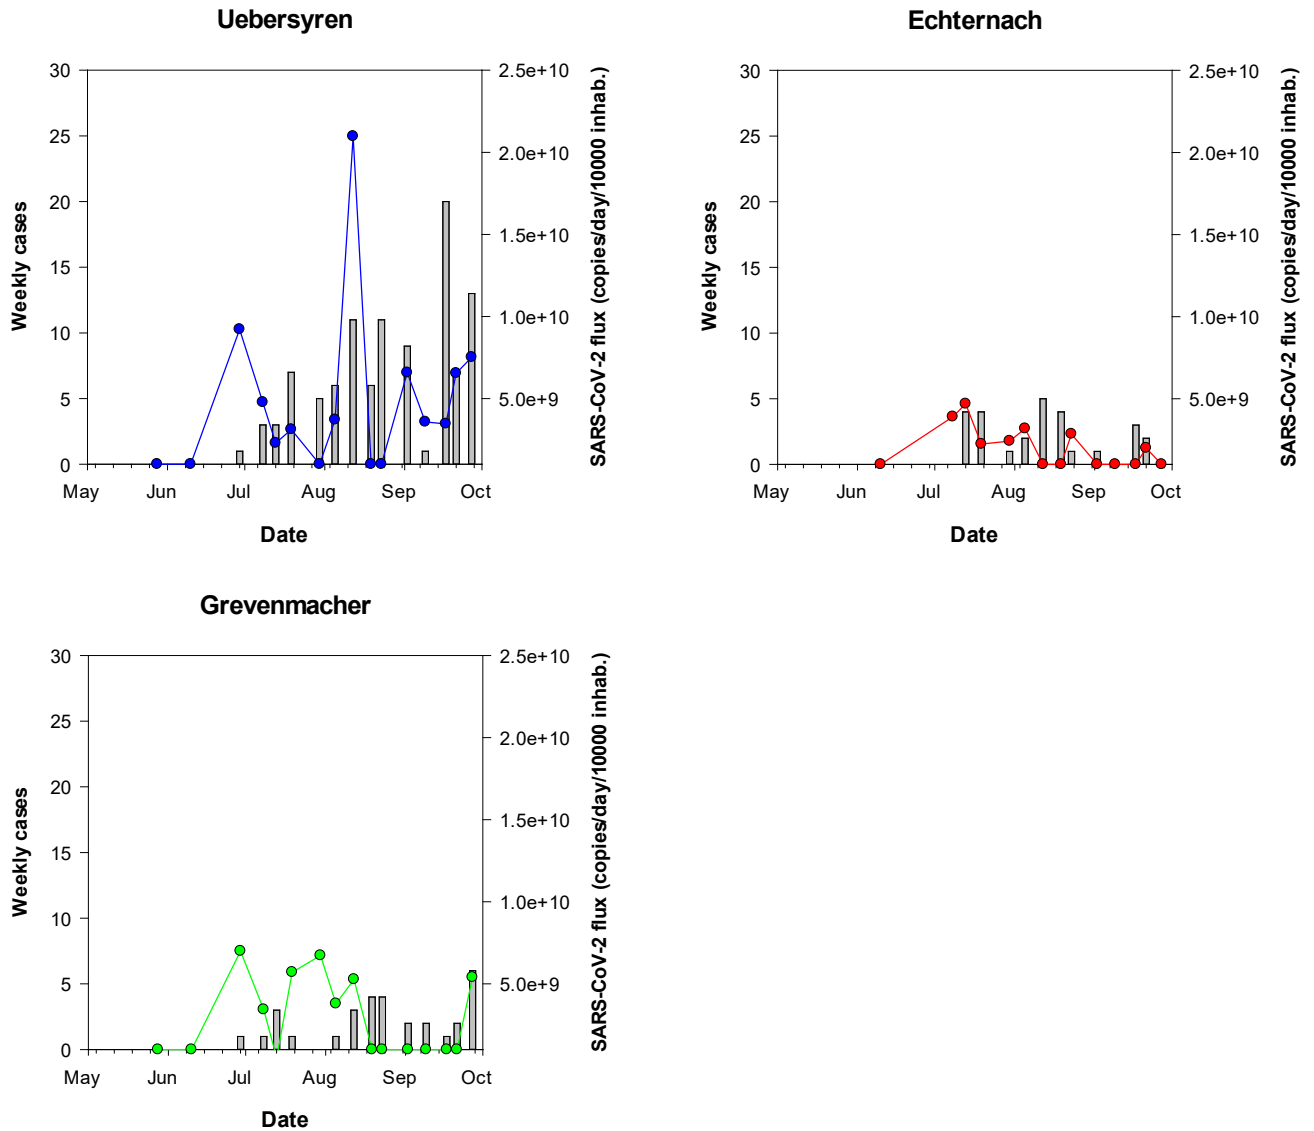 Uebersyren
30
25
20
15
10
5
0
Weekly cases
2.5e+10
2.0e+10
1.5e+10
1.0e+10
5.0e+9
SARS-CoV-2 flux (copies/day/10000 inhab.)
May Jun Jul Aug Sep Oct
Date
Echternach
30
25
20
15
10
5
0
Weekly cases
2.5e+10
2.0e+10
1.5e+10
1.0e+10
5.0e+9
SARS-CoV-2 flux (copies/day/10000 inhab.)
May Jun Jul Aug Sep Oct
Date
Grevenmacher
30
25
20
15
10
5
0
Weekly cases
2.5e+10
2.0e+10
1.5e+10
1.0e+10
5.0e+9
SARS-CoV-2 flux (copies/day/10000 inhab.)
May Jun Jul Aug Sep Oct
Date